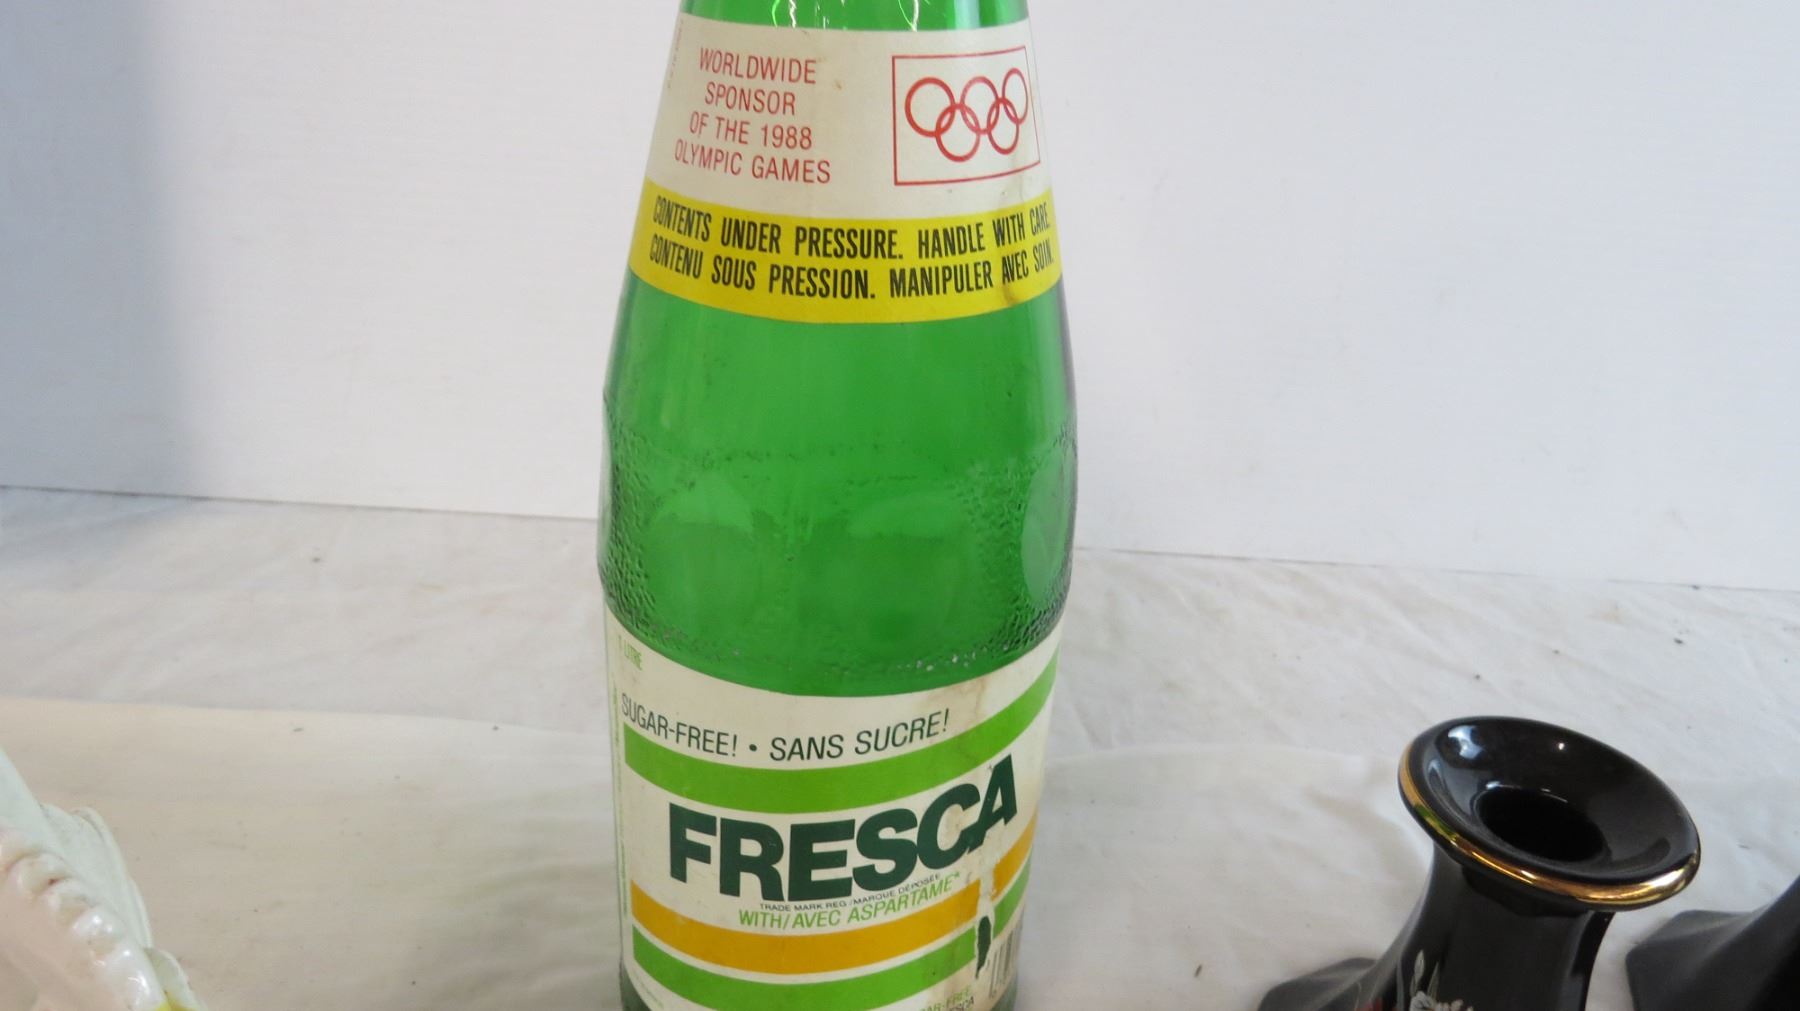 WORLDWIDE
SPONSOR
OF THE 1988
OLYMPIC GAMES
CONTENTS UNDER PRESSURE. HANDLE WITH CARE.
CONTENU SOUS PRESSION. MANIPULER AVEC SOIN.
1 LITRE
SUGAR-FREE! • SANS SUCRE!
FRESCA
TRADE MARK REG./MARQUE DÉPOSÉE
WITH/AVEC ASPARTAME*